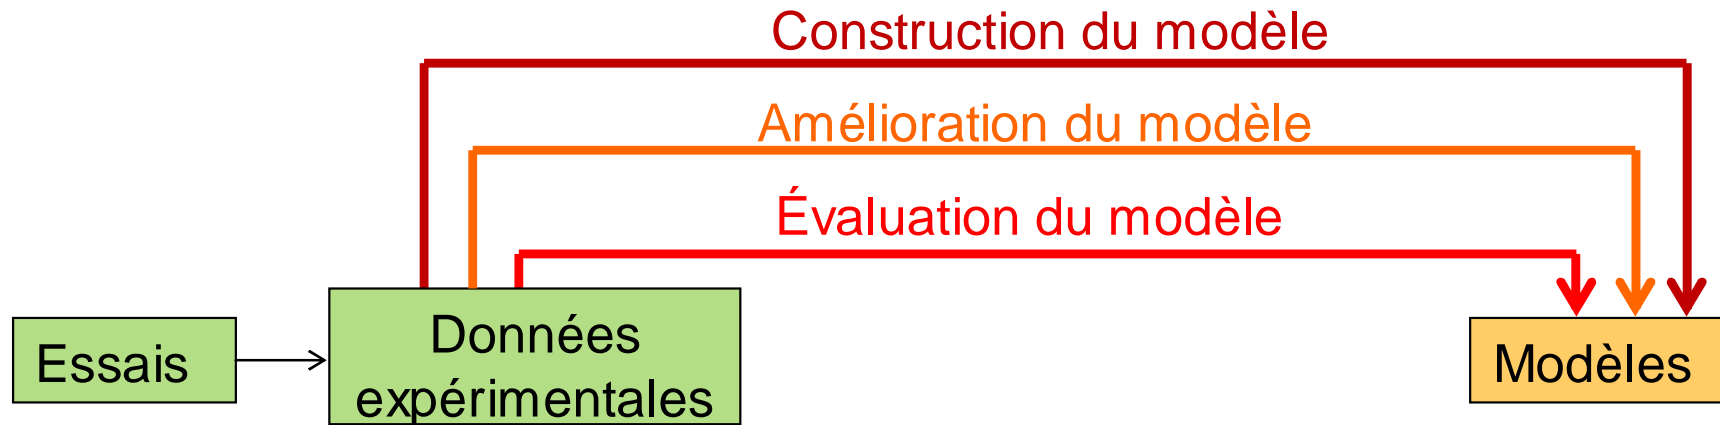 Construction du modèle
Amélioration du modèle
Évaluation du modèle
Essais
Données
expérimentales
Modèles